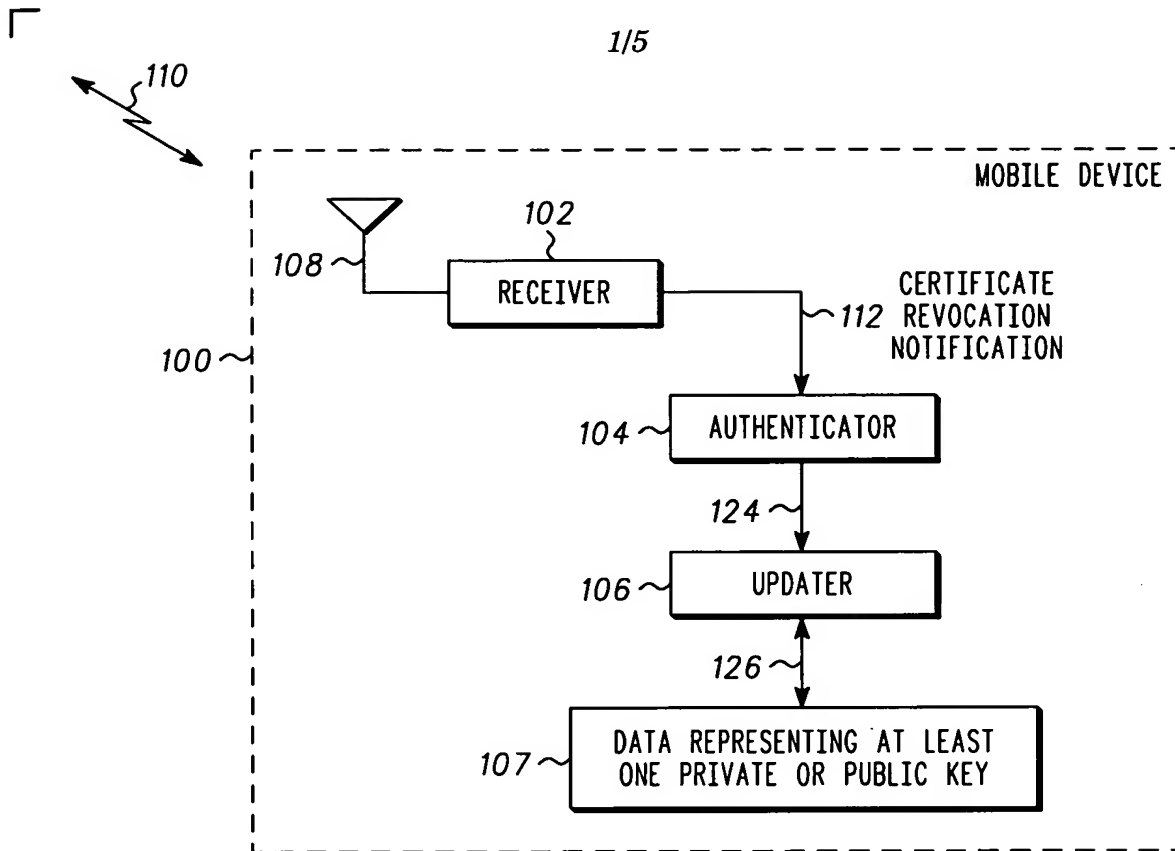 1/5
110
MOBILE DEVICE
102
108
RECEIVER
CERTIFICATE
112 REVOCATION
NOTIFICATION
100
104
AUTHENTICATOR
124
106
UPDATER
126
107
DATA REPRESENTING AT LEAST
ONE PRIVATE OR PUBLIC KEY